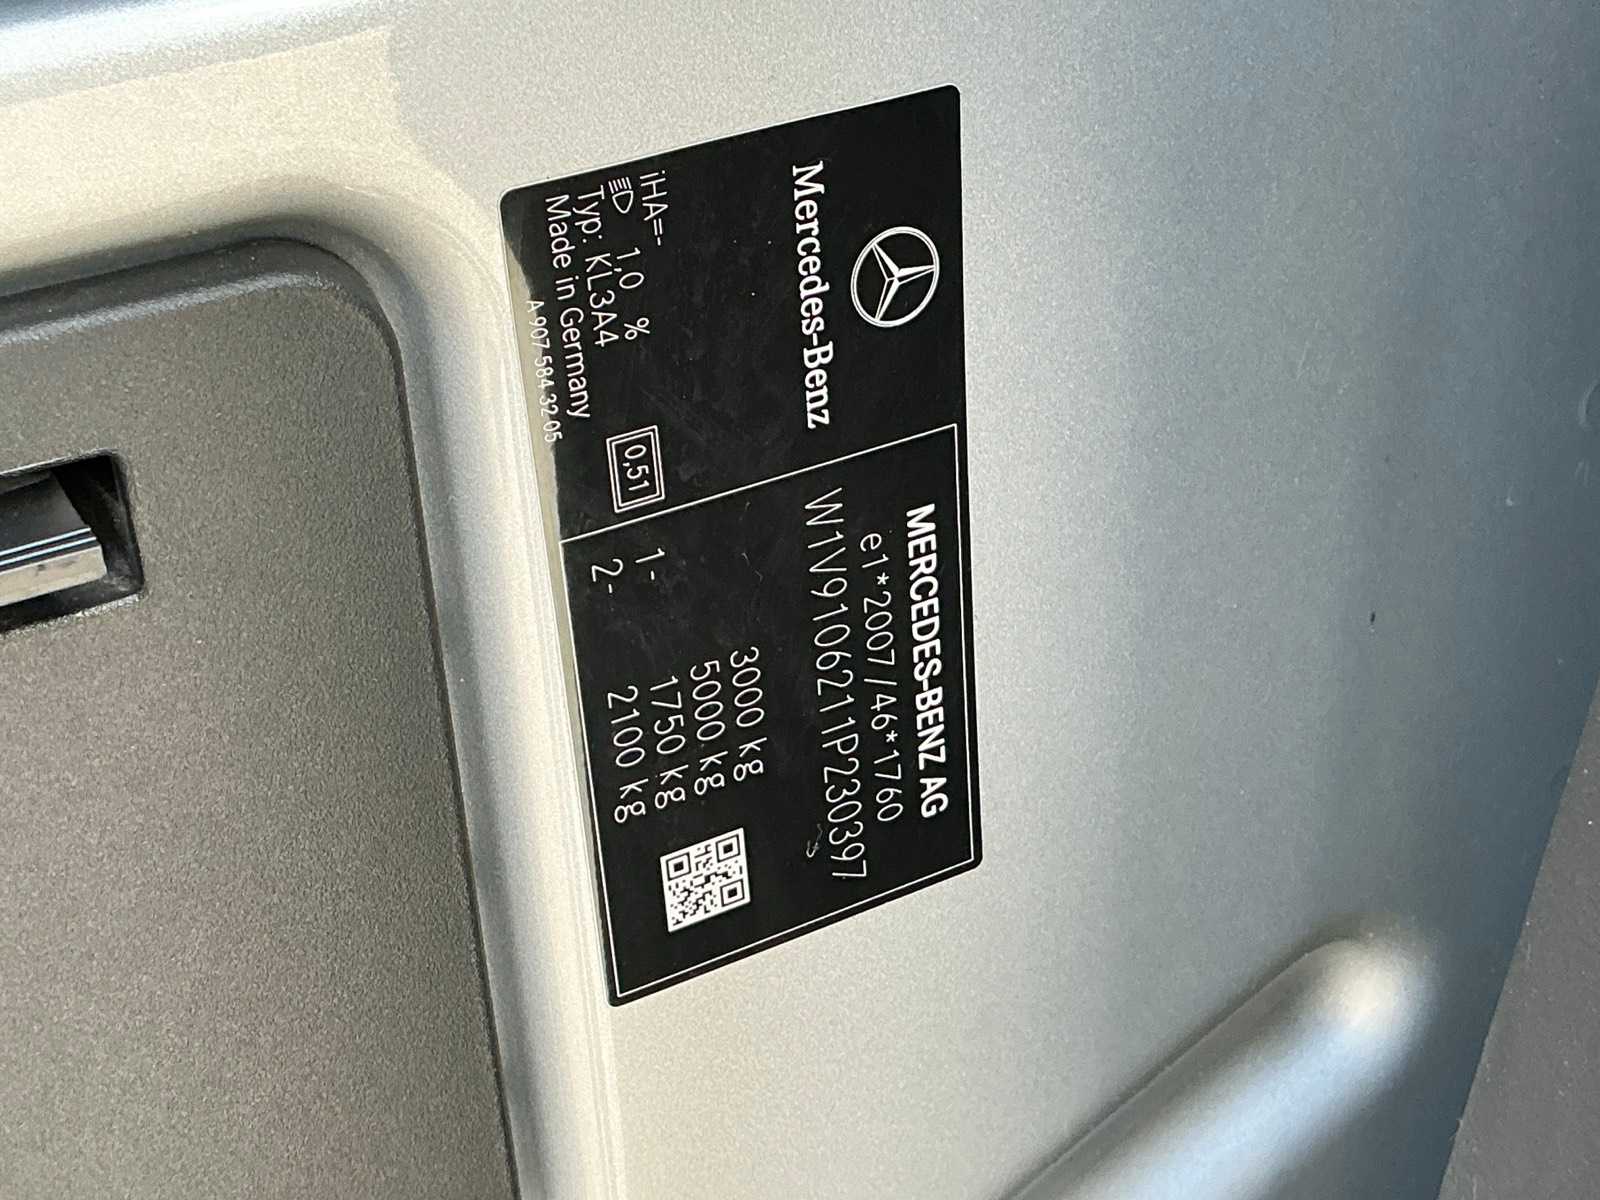 Mercedes-Benz
iHA=-
1,0 %
Typ: KL3A4
Made in Germany
A 907 584 32 05
0,51
MERCEDES-BENZ AG
e1*2007/46*1760
W1V9106211P230397
3000 kg
5000 kg
1- 1750 kg
2- 2100 kg